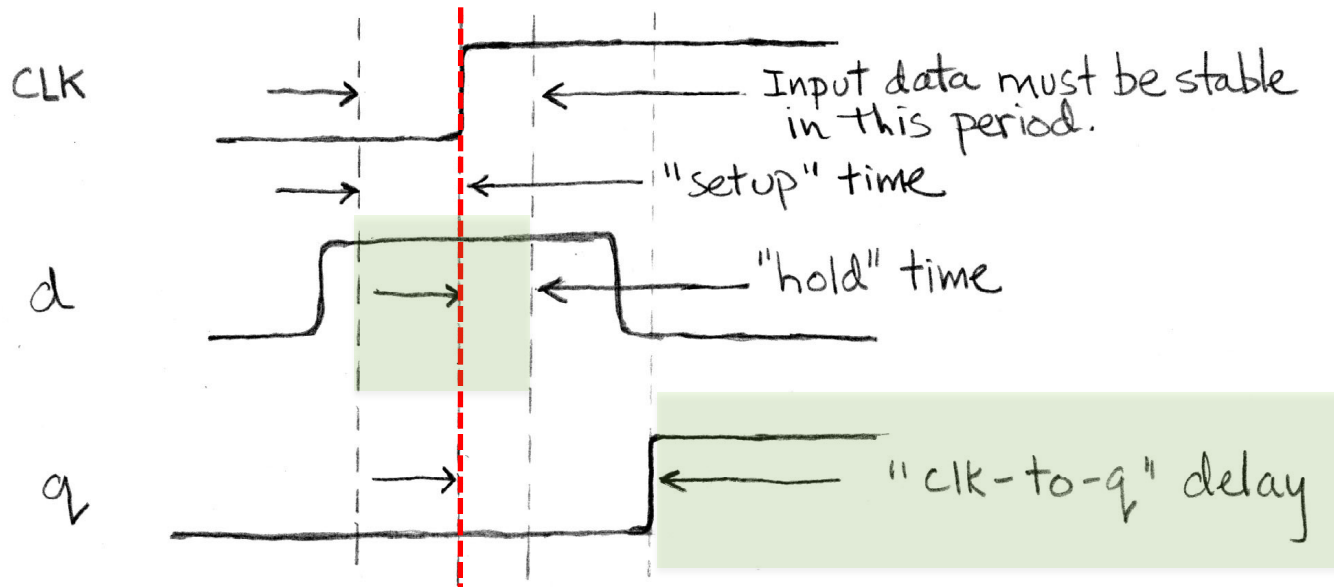 CLK
Input data must be stable
in this period.
"setup" time
d
"hold" time
q
"clk-to-q" delay